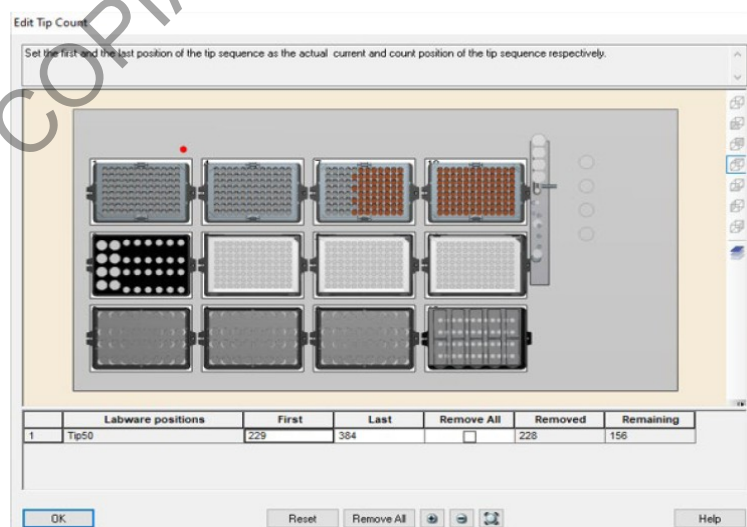 Edit Tip Count
Set the first and the last position of the tip sequence as the actual current and count position of the tip sequence respectively.
COPIA
Labware positions First Last Remove All Removed Remaining
1 Tip50 229 384 228 156
OK Reset Remove All Help